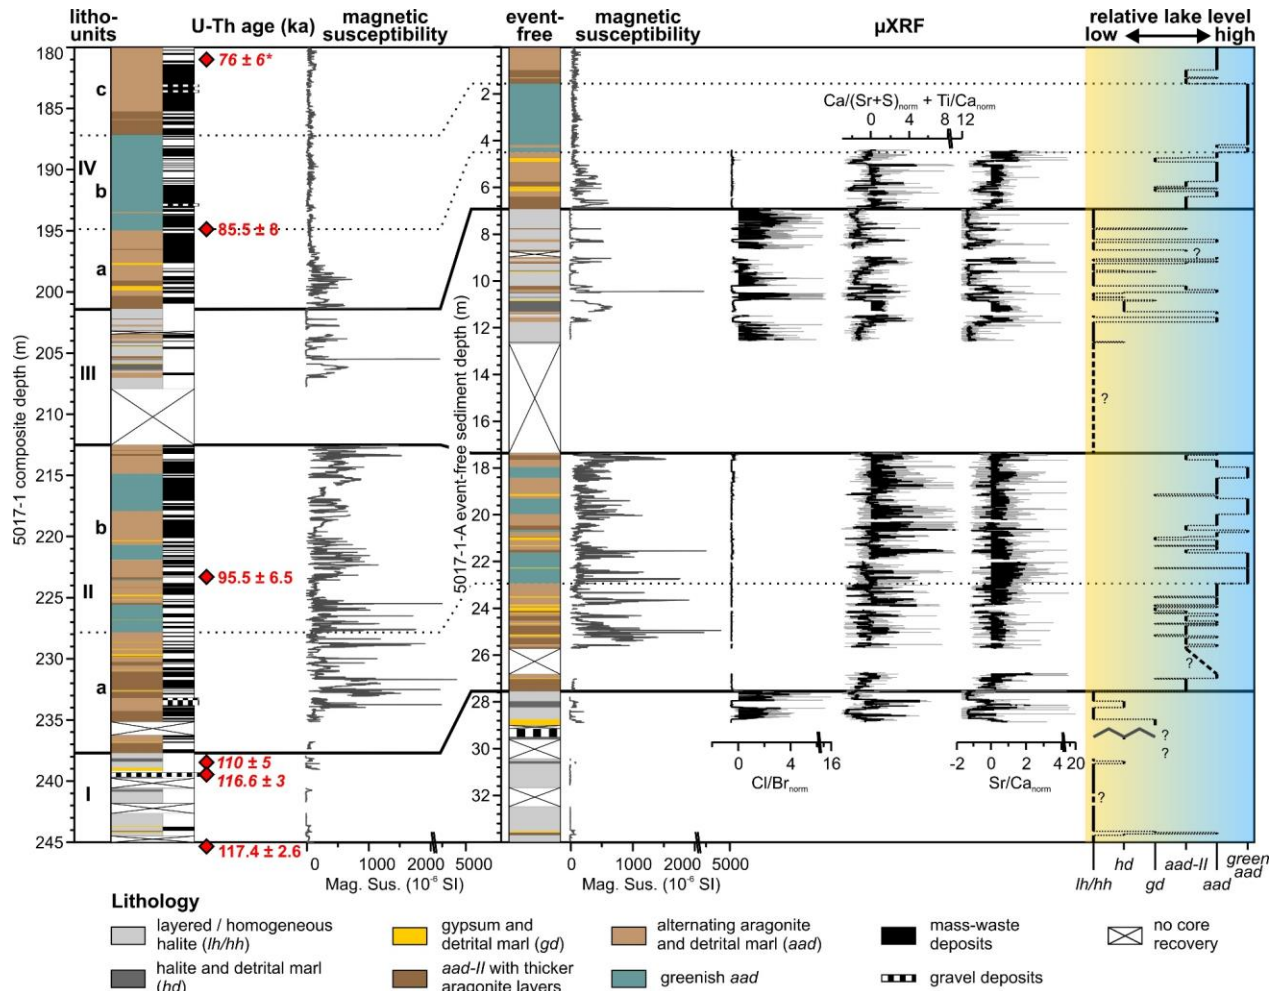 litho-
units
U-Th age (ka)
magnetic
susceptibility
event-
free
magnetic
susceptibility
µXRF
relative lake level
low
high
5017-1 composite depth (m)
180
185
190
195
200
205
210
215
220
225
230
235
240
245
c
IV
b
a
III
b
II
a
I
76 ± 6*
85.5 ± 8
95.5 ± 6.5
110 ± 5
116.6 ± 3
117.4 ± 2.6
0
1000
2000
5000
Mag. Sus. (10⁻⁶ SI)
5017-1-A event-free sediment depth (m)
2
4
6
8
10
12
14
16
18
20
22
24
26
28
30
32
0
1000
2000
5000
Mag. Sus. (10⁻⁶ SI)
Ca/(Sr+S)norm + Ti/Canorm
0
4
8
12
0
4
16
Cl/Brnorm
-2
0
2
4
20
Sr/Canorm
?
?
?
?
?
?
lh/hh
hd
gd
aad-II
aad
green
aad
Lithology
layered / homogeneous
halite (lh/hh)
halite and detrital marl
(hd)
gypsum and
detrital marl (gd)
aad-II with thicker
aragonite layers
alternating aragonite
and detrital marl (aad)
greenish aad
mass-waste
deposits
gravel deposits
no core
recovery